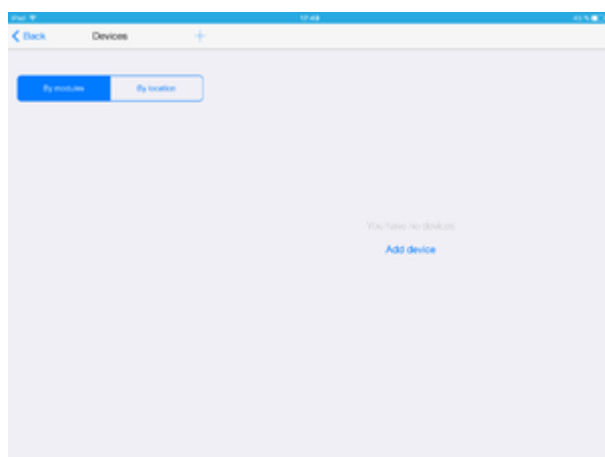 iPad 17:49
Back Devices +
By modules By location
You have no devices
Add device